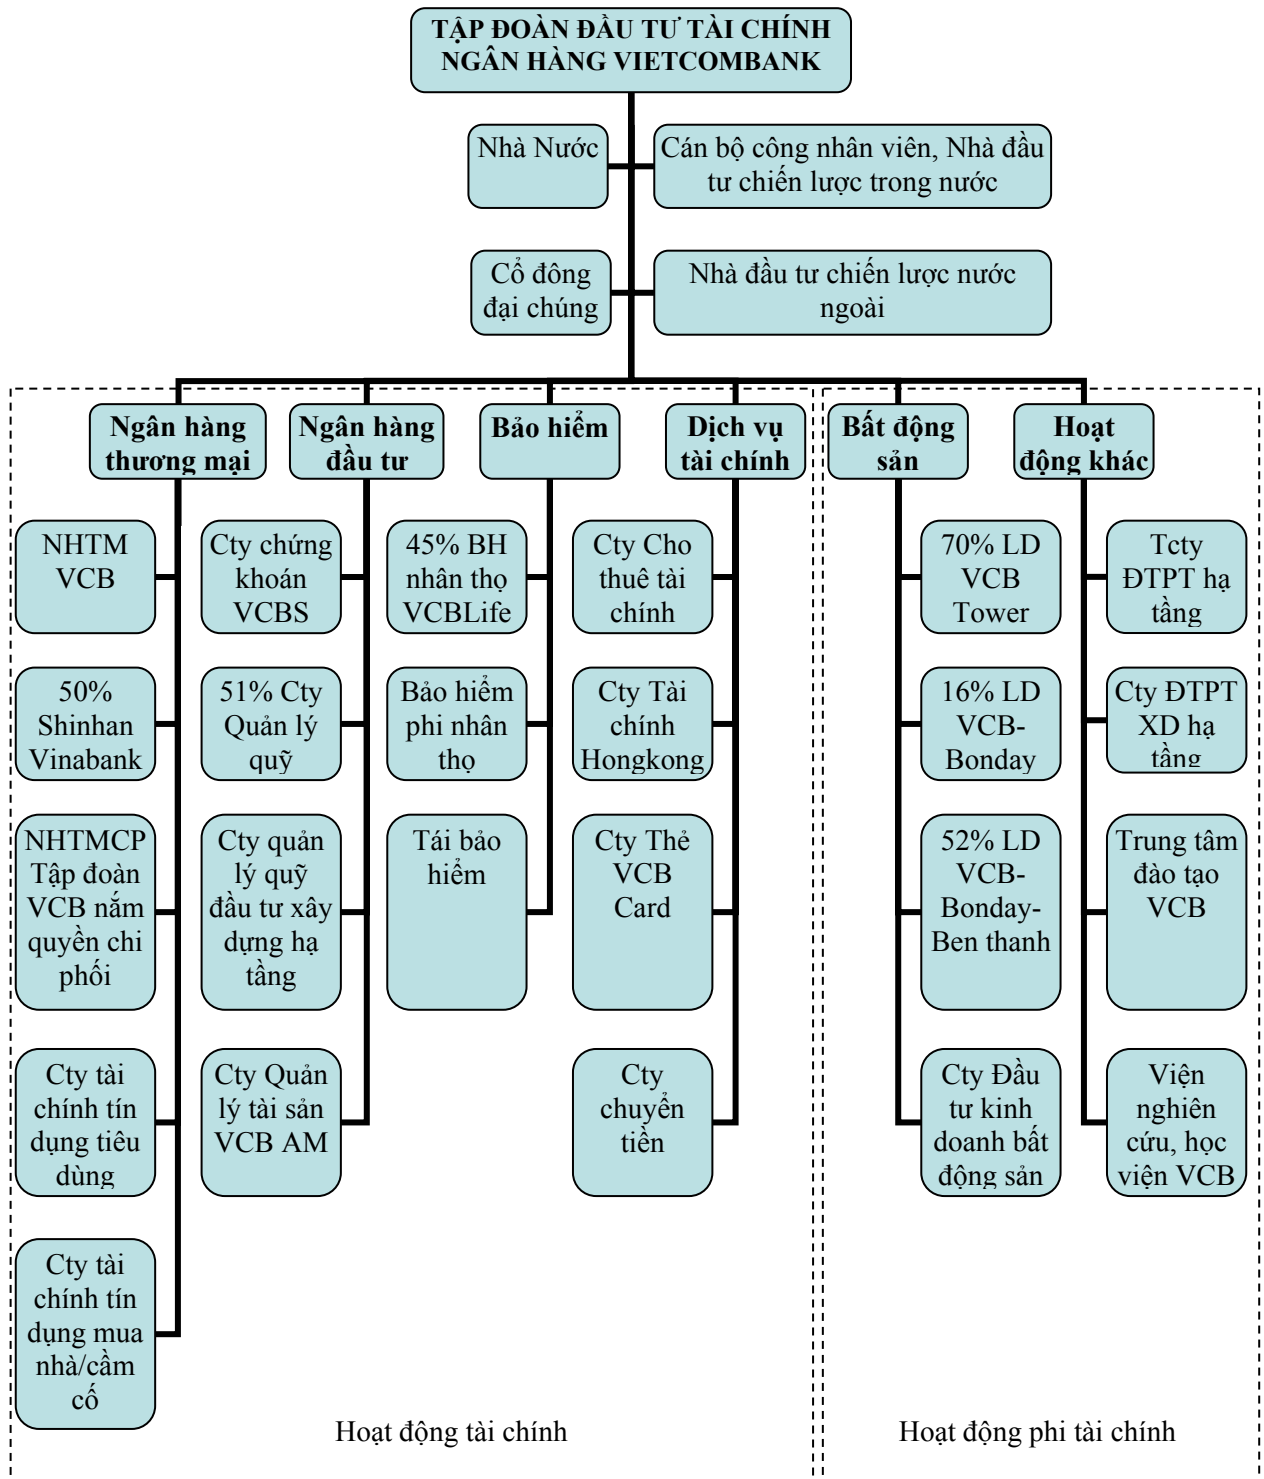 TẬP ĐOÀN ĐẦU TƯ TÀI CHÍNH
NGÂN HÀNG VIETCOMBANK
Nhà Nước
Cán bộ công nhân viên, Nhà đầu
tư chiến lược trong nước
Cổ đông
đại chúng
Nhà đầu tư chiến lược nước
ngoài
Ngân hàng
thương mại
Ngân hàng
đầu tư
Bảo hiểm
Dịch vụ
tài chính
Bất động
sản
Hoạt
động khác
NHTM
VCB
50%
Shinhan
Vinabank
NHTMCP
Tập đoàn
VCB nắm
quyền chi
phối
Cty tài
chính tín
dụng tiêu
dùng
Cty tài
chính tín
dụng mua
nhà/cầm
cố
Cty chứng
khoán
VCBS
51% Cty
Quản lý
quỹ
Cty quản
lý quỹ
đầu tư xây
dựng hạ
tầng
Cty Quản
lý tài sản
VCB AM
45% BH
nhân thọ
VCBLife
Bảo hiểm
phi nhân
thọ
Tái bảo
hiểm
Cty Cho
thuê tài
chính
Cty Tài
chính
Hongkong
Cty Thẻ
VCB
Card
Cty
chuyển
tiền
70% LD
VCB
Tower
16% LD
VCB-
Bonday
52% LD
VCB-
Bonday-
Ben thanh
Cty Đầu
tư kinh
doanh bất
động sản
Tcty
ĐTPT hạ
tầng
Cty ĐTPT
XD hạ
tầng
Trung tâm
đào tạo
VCB
Viện
nghiên
cứu, học
viện VCB
Hoạt động tài chính
Hoạt động phi tài chính